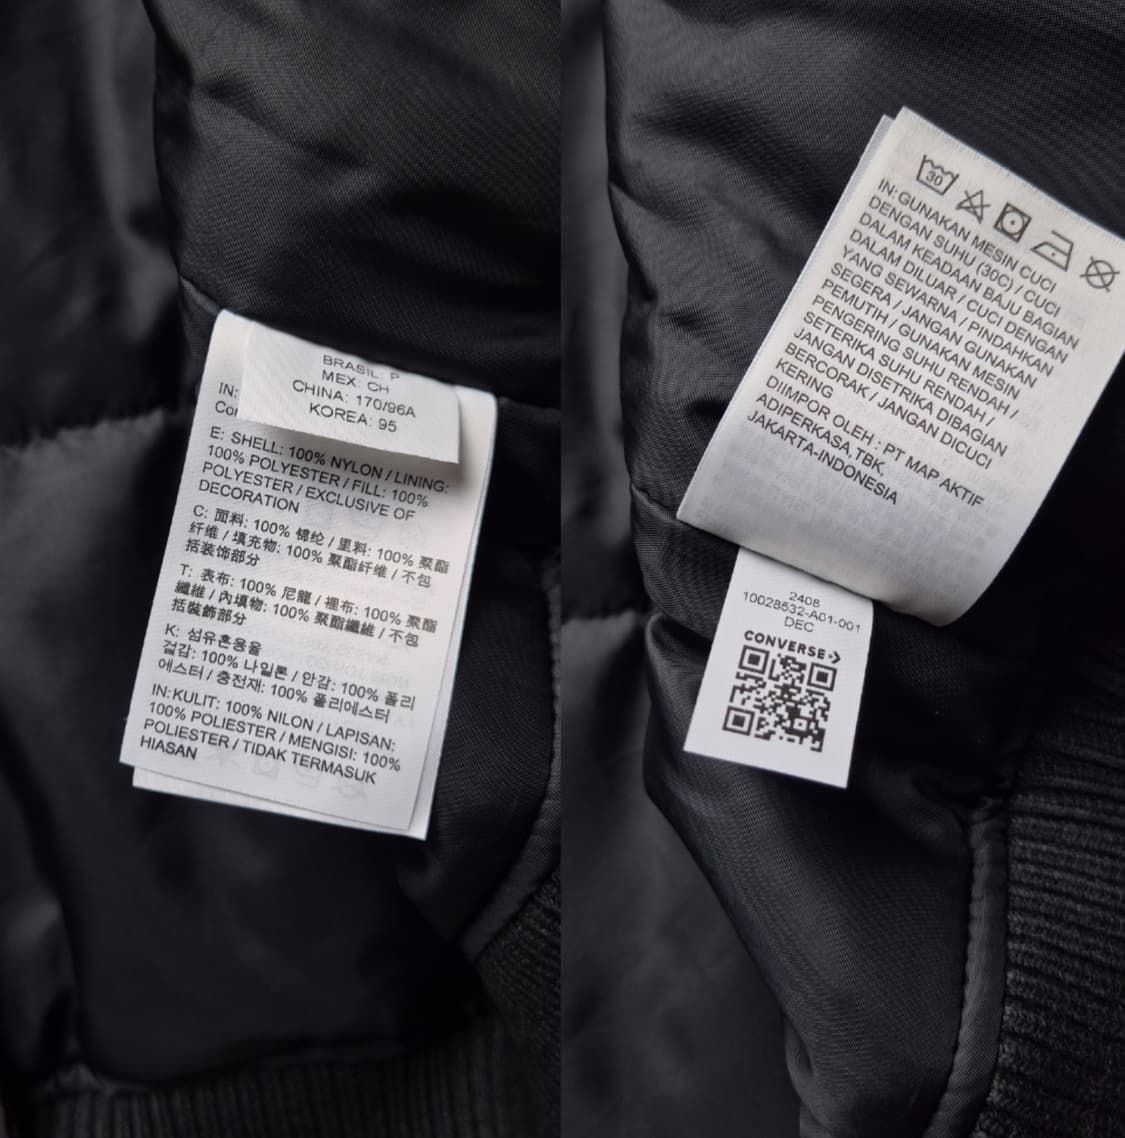 BRASIL: P
MEX: CH
CHINA: 170/96A
KOREA: 95
IN:
E: SHELL: 100% NYLON / LINING:
100% POLYESTER / FILL: 100%
POLYESTER / EXCLUSIVE OF
DECORATION
C: 面料: 100% 锦纶 / 里料: 100% 聚酯
纤维 / 填充物: 100% 聚酯纤维 / 不包
括装饰部分
T: 表布: 100% 尼龍 / 裡布: 100% 聚酯
纖維 / 內填物: 100% 聚酯纖維 / 不包
括裝飾部分
K: 섬유혼용율
겉감: 100% 나일론 / 안감: 100% 폴리
에스터 / 충전재: 100% 폴리에스터
IN: KULIT: 100% NILON / LAPISAN:
100% POLIESTER / MENGISI: 100%
POLIESTER / TIDAK TERMASUK
HIASAN
30
IN: GUNAKAN MESIN CUCI
DENGAN SUHU (30C) / CUCI
DALAM KEADAAN BAJU BAGIAN
DALAM DILUAR / CUCI DENGAN
YANG SEWARNA / PINDAHKAN
SEGERA / JANGAN GUNAKAN
PEMUTIH / GUNAKAN MESIN
PENGERING SUHU RENDAH /
SETERIKA SUHU RENDAH /
JANGAN DISETRIKA DIBAGIAN
BERCORAK / JANGAN DICUCI
KERING
DIIMPOR OLEH : PT MAP AKTIF
ADIPERKASA,TBK,
JAKARTA-INDONESIA
2408
10028532-A01-001
DEC
CONVERSE